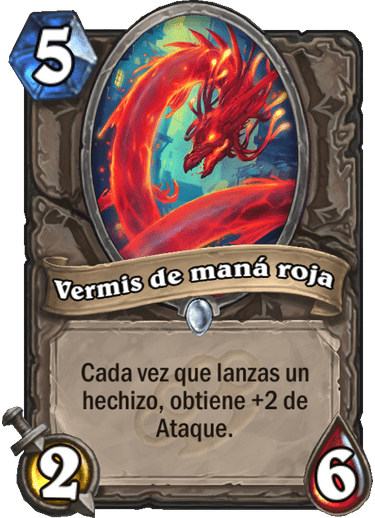 5
Vermis de maná roja
Cada vez que lanzas un
hechizo, obtiene +2 de
Ataque.
2
6